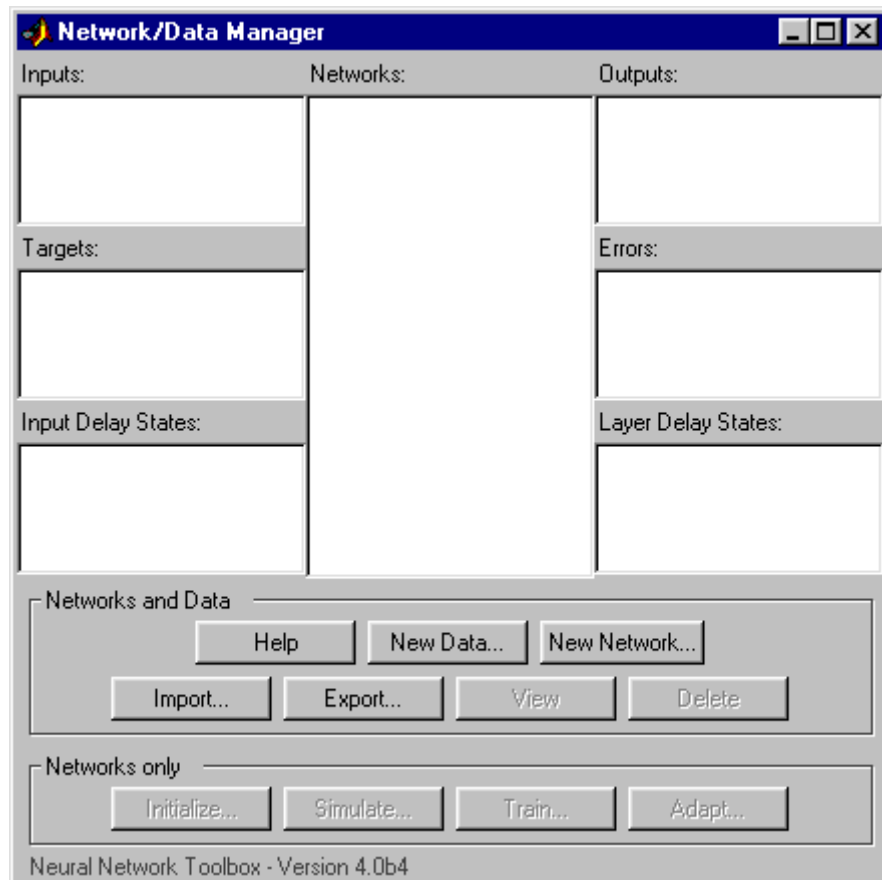 Network/Data Manager
Inputs:
Networks:
Outputs:
Targets:
Errors:
Input Delay States:
Layer Delay States:
Networks and Data
Help
New Data...
New Network...
Import...
Export...
View
Delete
Networks only
Initialize...
Simulate...
Train...
Adapt...
Neural Network Toolbox - Version 4.0b4